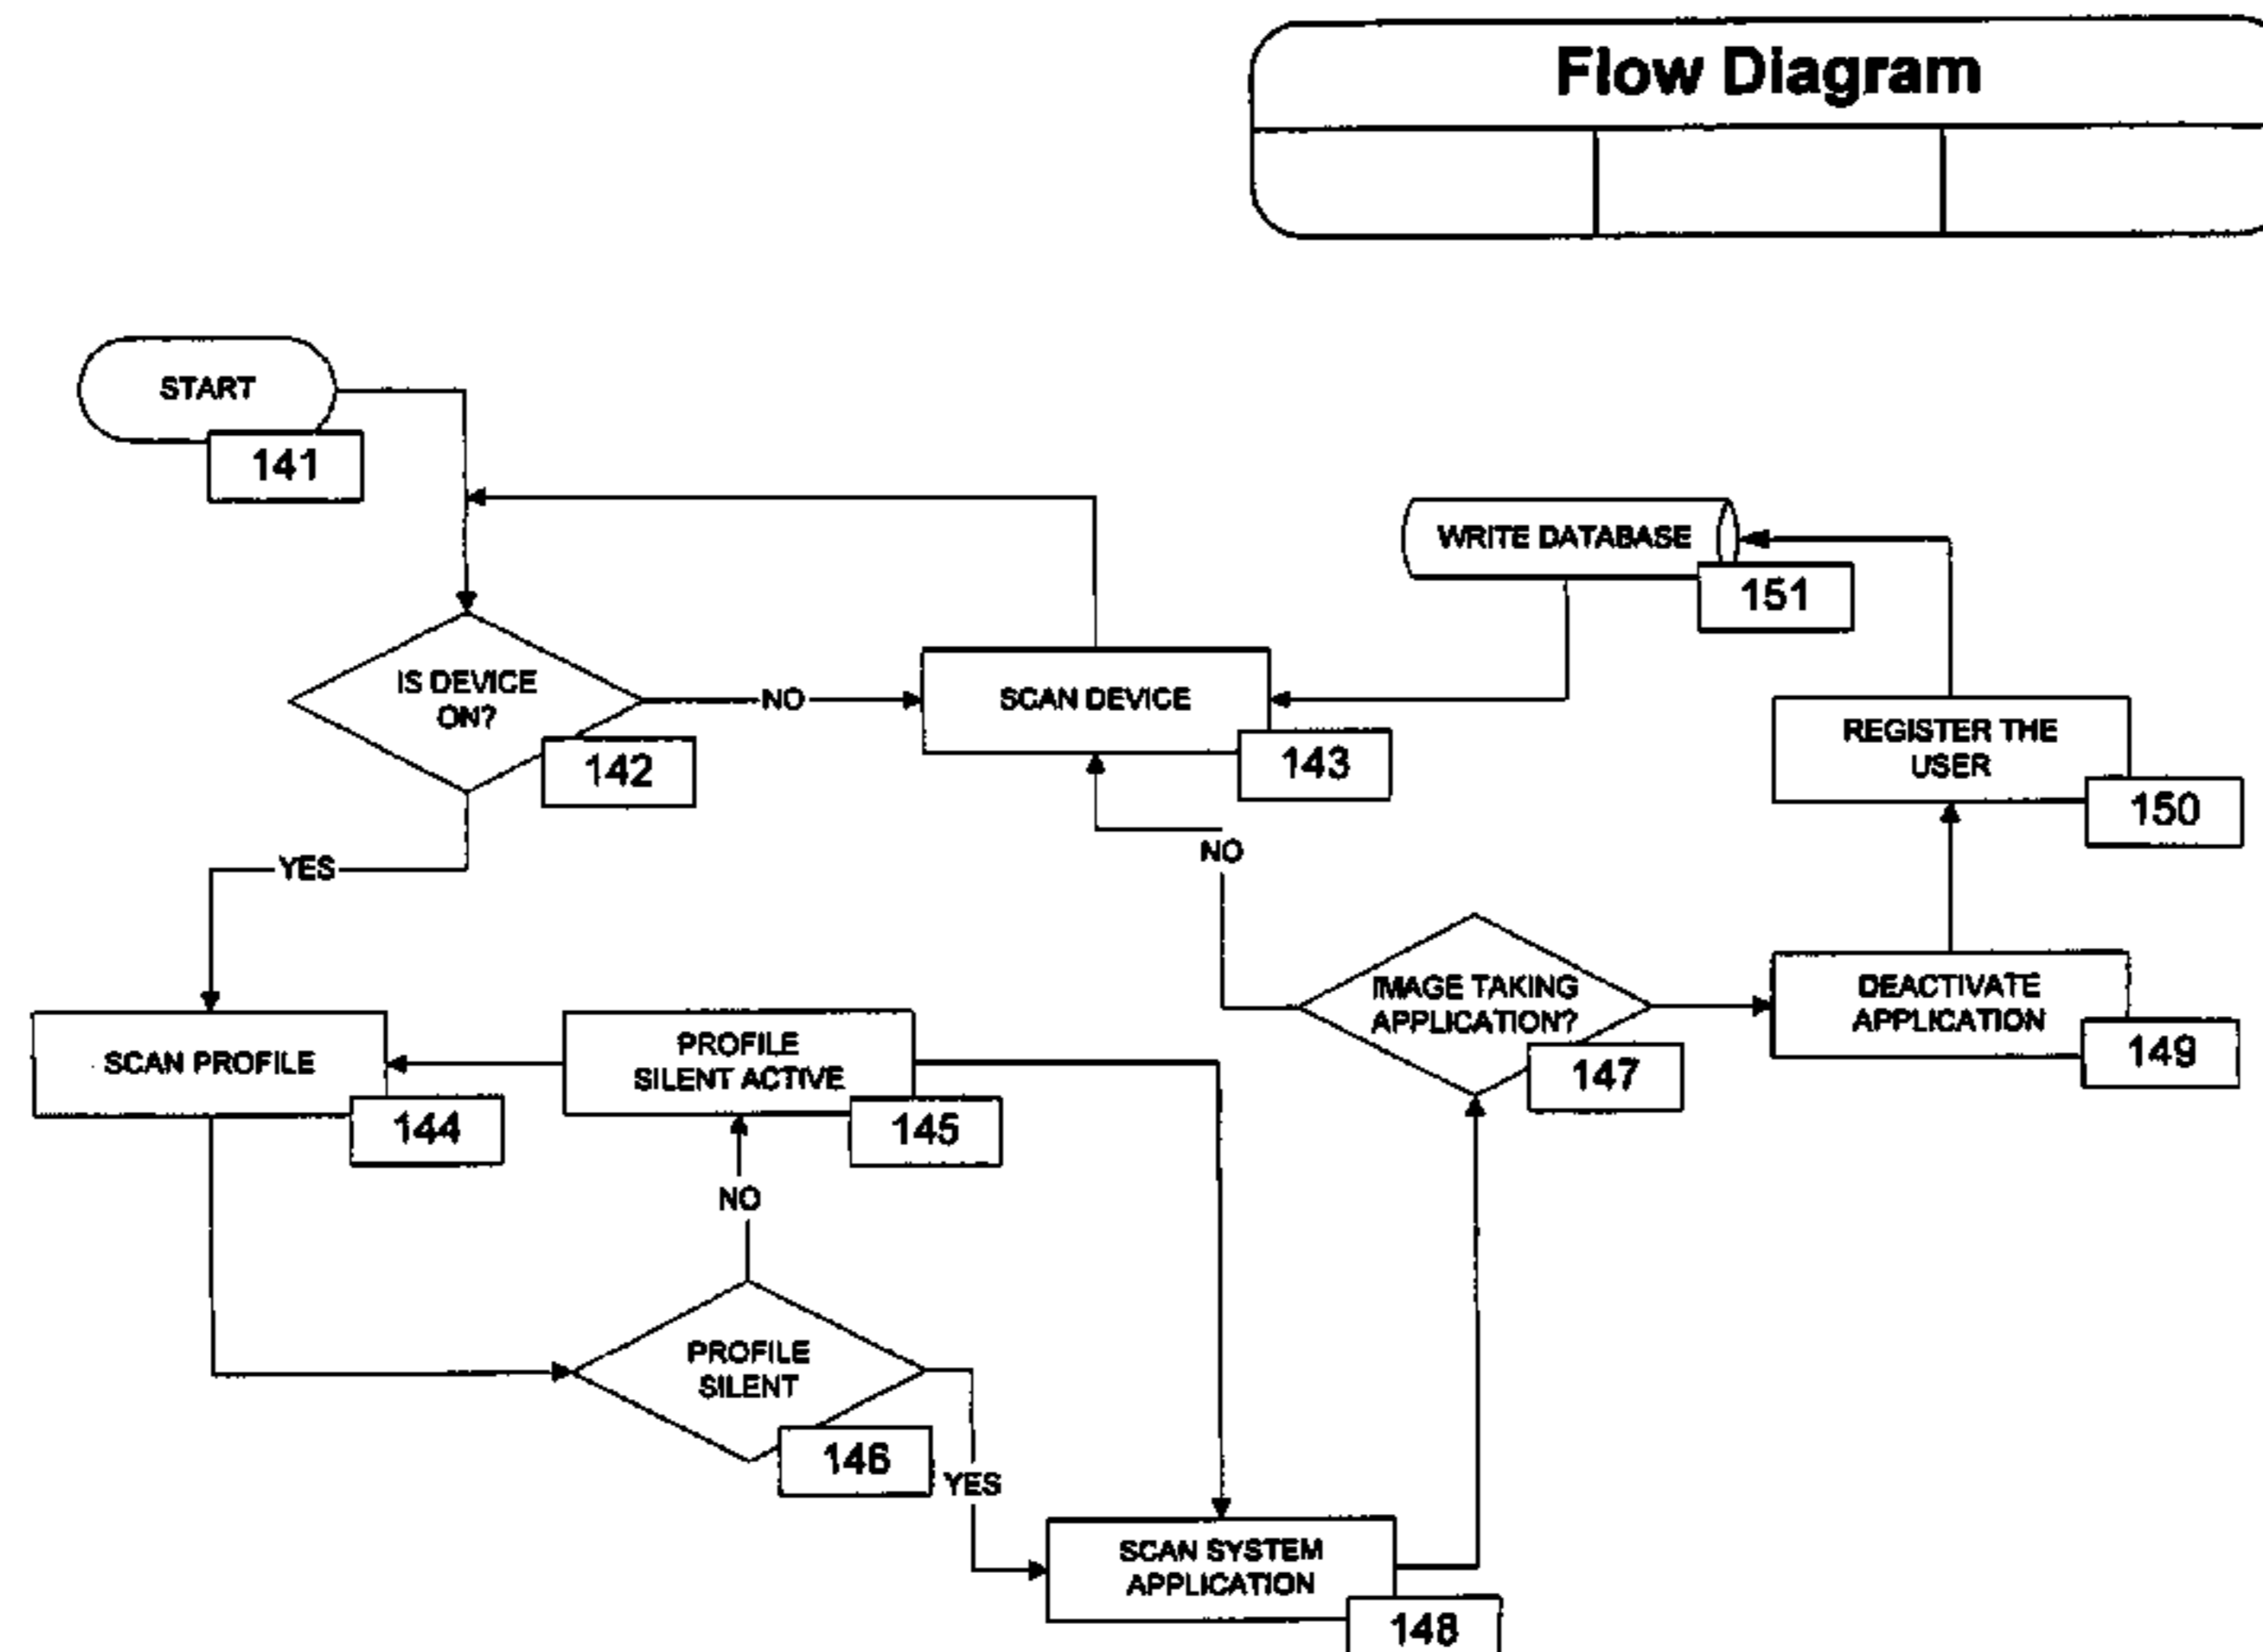 Flow Diagram
START
141
WRITE DATABASE
151
IS DEVICE
ON?
142
NO
SCAN DEVICE
143
REGISTER THE
USER
150
YES
NO
IMAGE TAKING
APPLICATION?
147
DEACTIVATE
APPLICATION
149
SCAN PROFILE
144
PROFILE
SILENT ACTIVE
145
NO
PROFILE
SILENT
146
YES
SCAN SYSTEM
APPLICATION
148